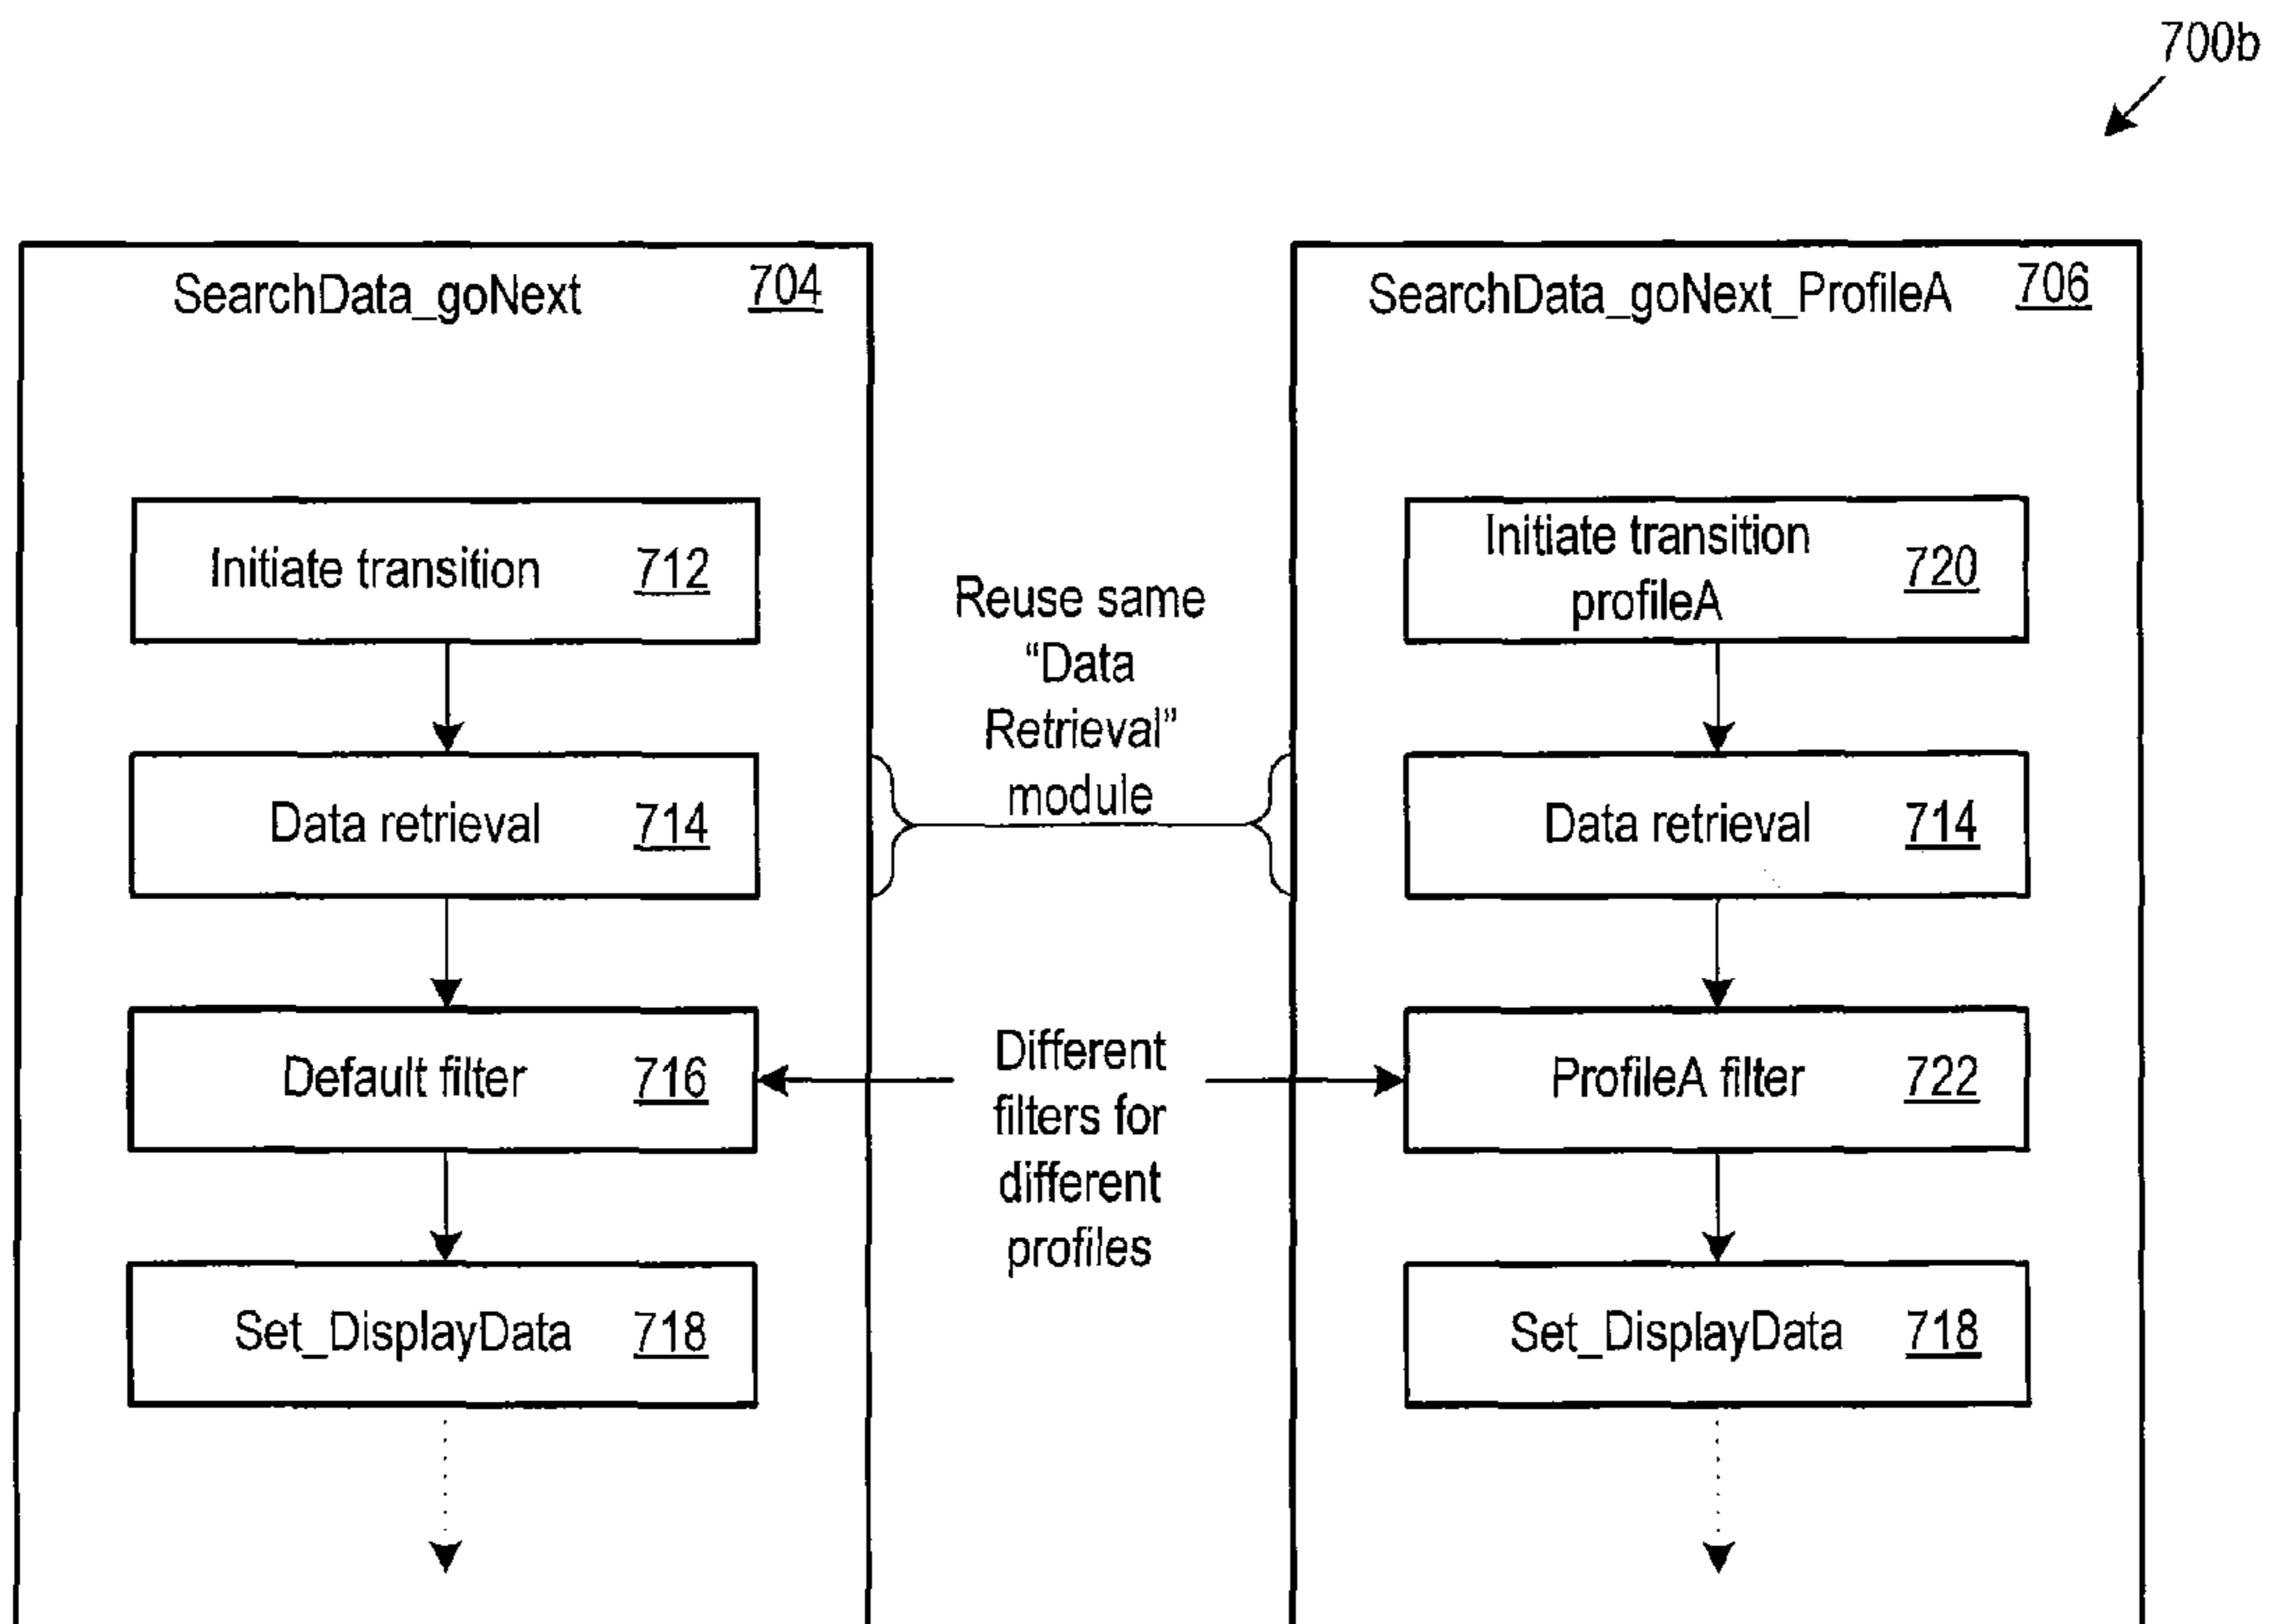 700b
SearchData_goNext 704
Initiate transition 712
Data retrieval 714
Default filter 716
Set_DisplayData 718
Reuse same
“Data
Retrieval”
module
Different
filters for
different
profiles
SearchData_goNext_ProfileA 706
Initiate transition
profileA 720
Data retrieval 714
ProfileA filter 722
Set_DisplayData 718